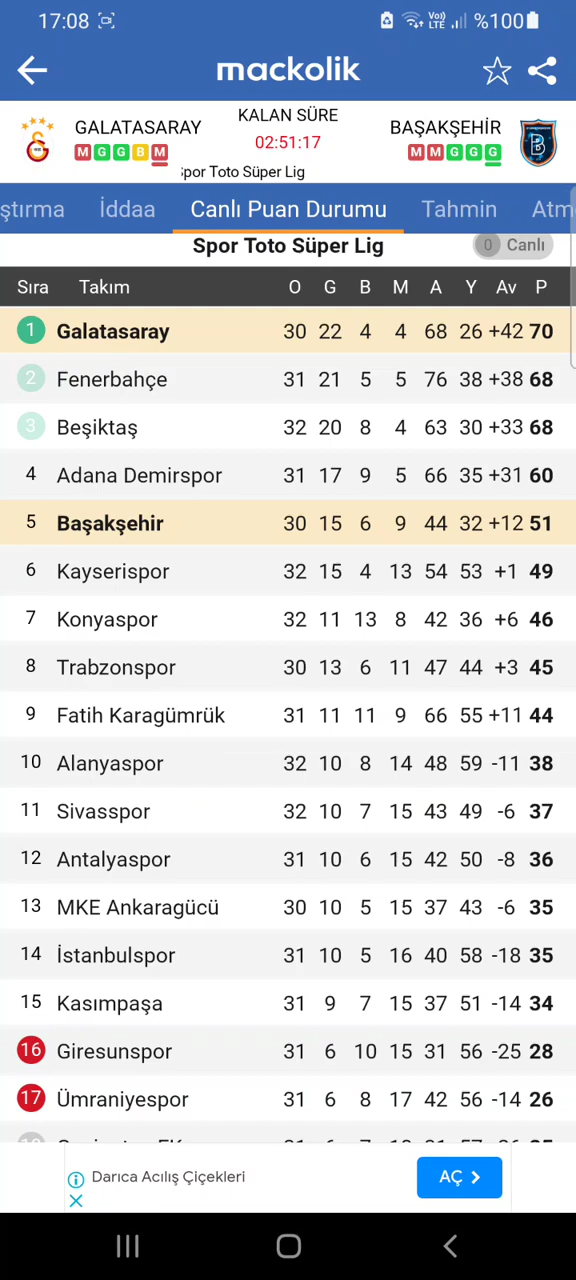 17:08 Vo) LTE %100
mackolik
GALATASARAY KALAN SÜRE BAŞAKŞEHİR
M G G B M 02:51:17 M M G G G
Spor Toto Süper Lig
ştırma İddaa Canlı Puan Durumu Tahmin Atm
Spor Toto Süper Lig 0 Canlı
Sıra Takım O G B M A Y Av P
1 Galatasaray 30 22 4 4 68 26 +42 70
2 Fenerbahçe 31 21 5 5 76 38 +38 68
3 Beşiktaş 32 20 8 4 63 30 +33 68
4 Adana Demirspor 31 17 9 5 66 35 +31 60
5 Başakşehir 30 15 6 9 44 32 +12 51
6 Kayserispor 32 15 4 13 54 53 +1 49
7 Konyaspor 32 11 13 8 42 36 +6 46
8 Trabzonspor 30 13 6 11 47 44 +3 45
9 Fatih Karagümrük 31 11 11 9 66 55 +11 44
10 Alanyaspor 32 10 8 14 48 59 -11 38
11 Sivasspor 32 10 7 15 43 49 -6 37
12 Antalyaspor 31 10 6 15 42 50 -8 36
13 MKE Ankaragücü 30 10 5 15 37 43 -6 35
14 İstanbulspor 31 10 5 16 40 58 -18 35
15 Kasımpaşa 31 9 7 15 37 51 -14 34
16 Giresunspor 31 6 10 15 31 56 -25 28
17 Ümraniyespor 31 6 8 17 42 56 -14 26
Darıca Acılış Çiçekleri AÇ